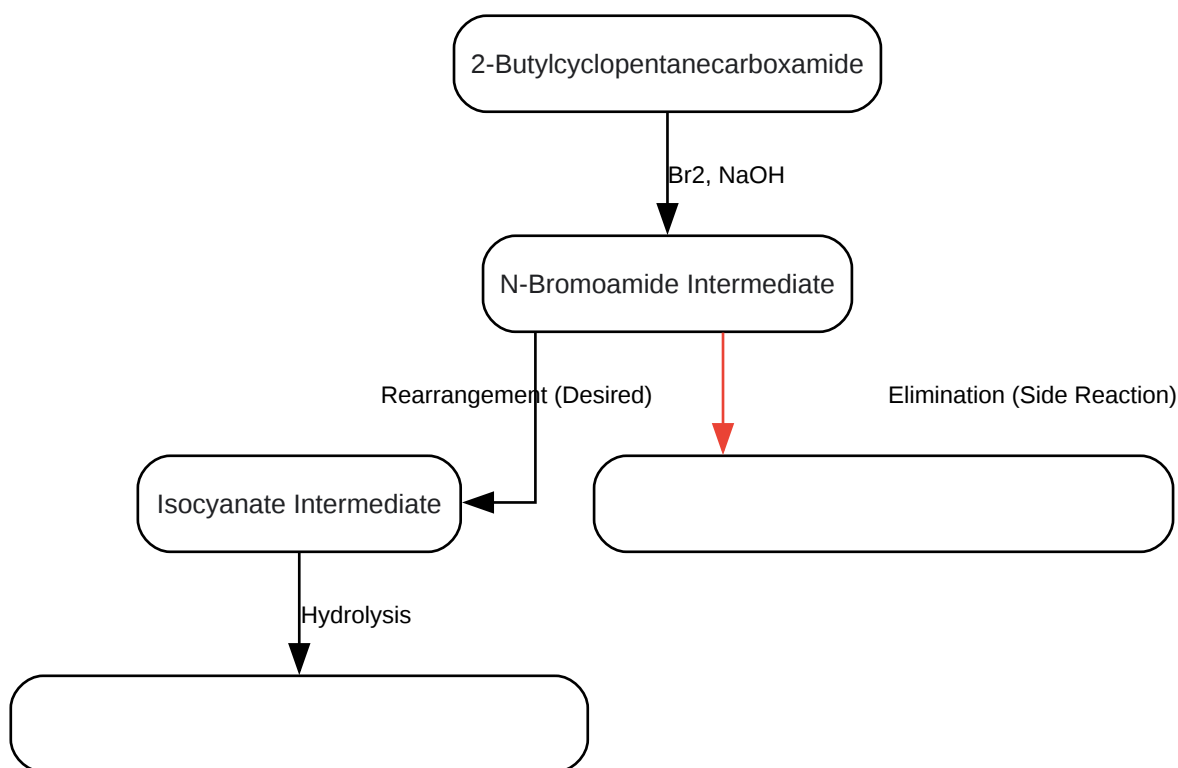 2-Butylcyclopentanecarboxamide
Br2, NaOH
N-Bromoamide Intermediate
Rearrangement (Desired)
Elimination (Side Reaction)
Isocyanate Intermediate
Hydrolysis